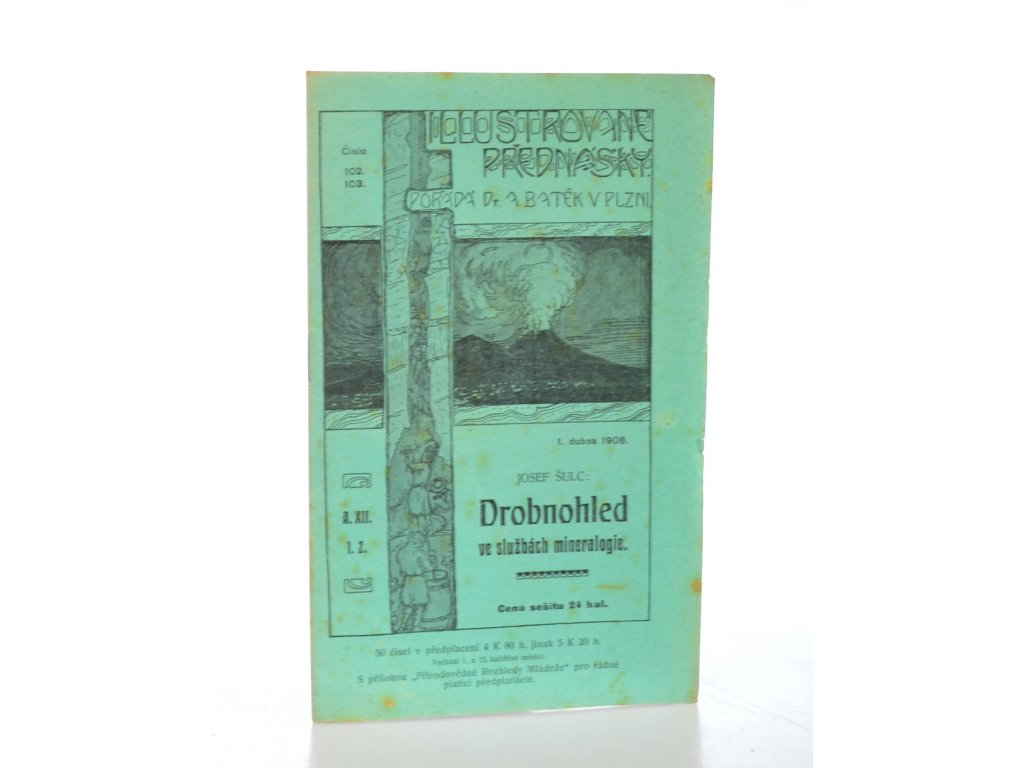 Číslo
102.
103.
ILLUSTROVANÉ
PŘEDNÁŠKY
POŘÁDÁ Dr. A. BATĚK V PLZNI.
1. dubna 1908.
JOSEF ŠULC:
Drobnohled
ve službách mineralogie.
A. XII.
1. 2.
Cena sešitu 24 hal.
50 čísel v předplacení 4 K 80 h, jinak 5 K 20 h.
Vychází 1. a 15. každého měsíce.
S přílohou „Přírodovědné Rozhledy Mládeže“ pro řádně
platící předplatitele.